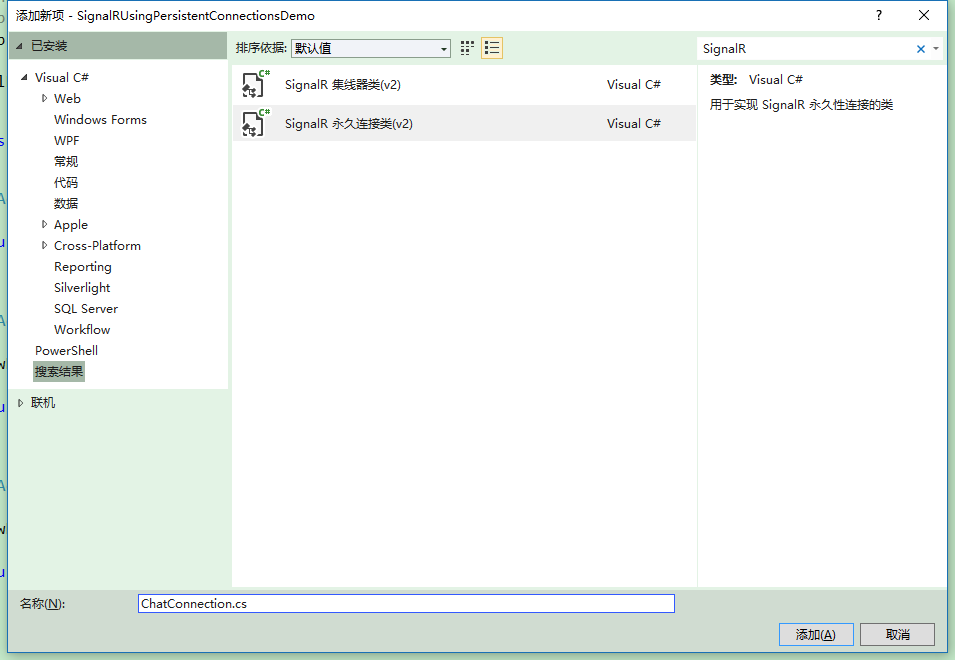 添加新项 - SignalRUsingPersistentConnectionsDemo
?
已安装
排序依据: 默认值
SignalR
Visual C#
Web
Windows Forms
WPF
常规
代码
数据
Apple
Cross-Platform
Reporting
Silverlight
SQL Server
Workflow
PowerShell
搜索结果
联机
C#
SignalR 集线器类(v2)
Visual C#
C#
SignalR 永久连接类(v2)
Visual C#
类型: Visual C#
用于实现 SignalR 永久性连接的类
名称(N):
ChatConnection.cs
添加(A)
取消